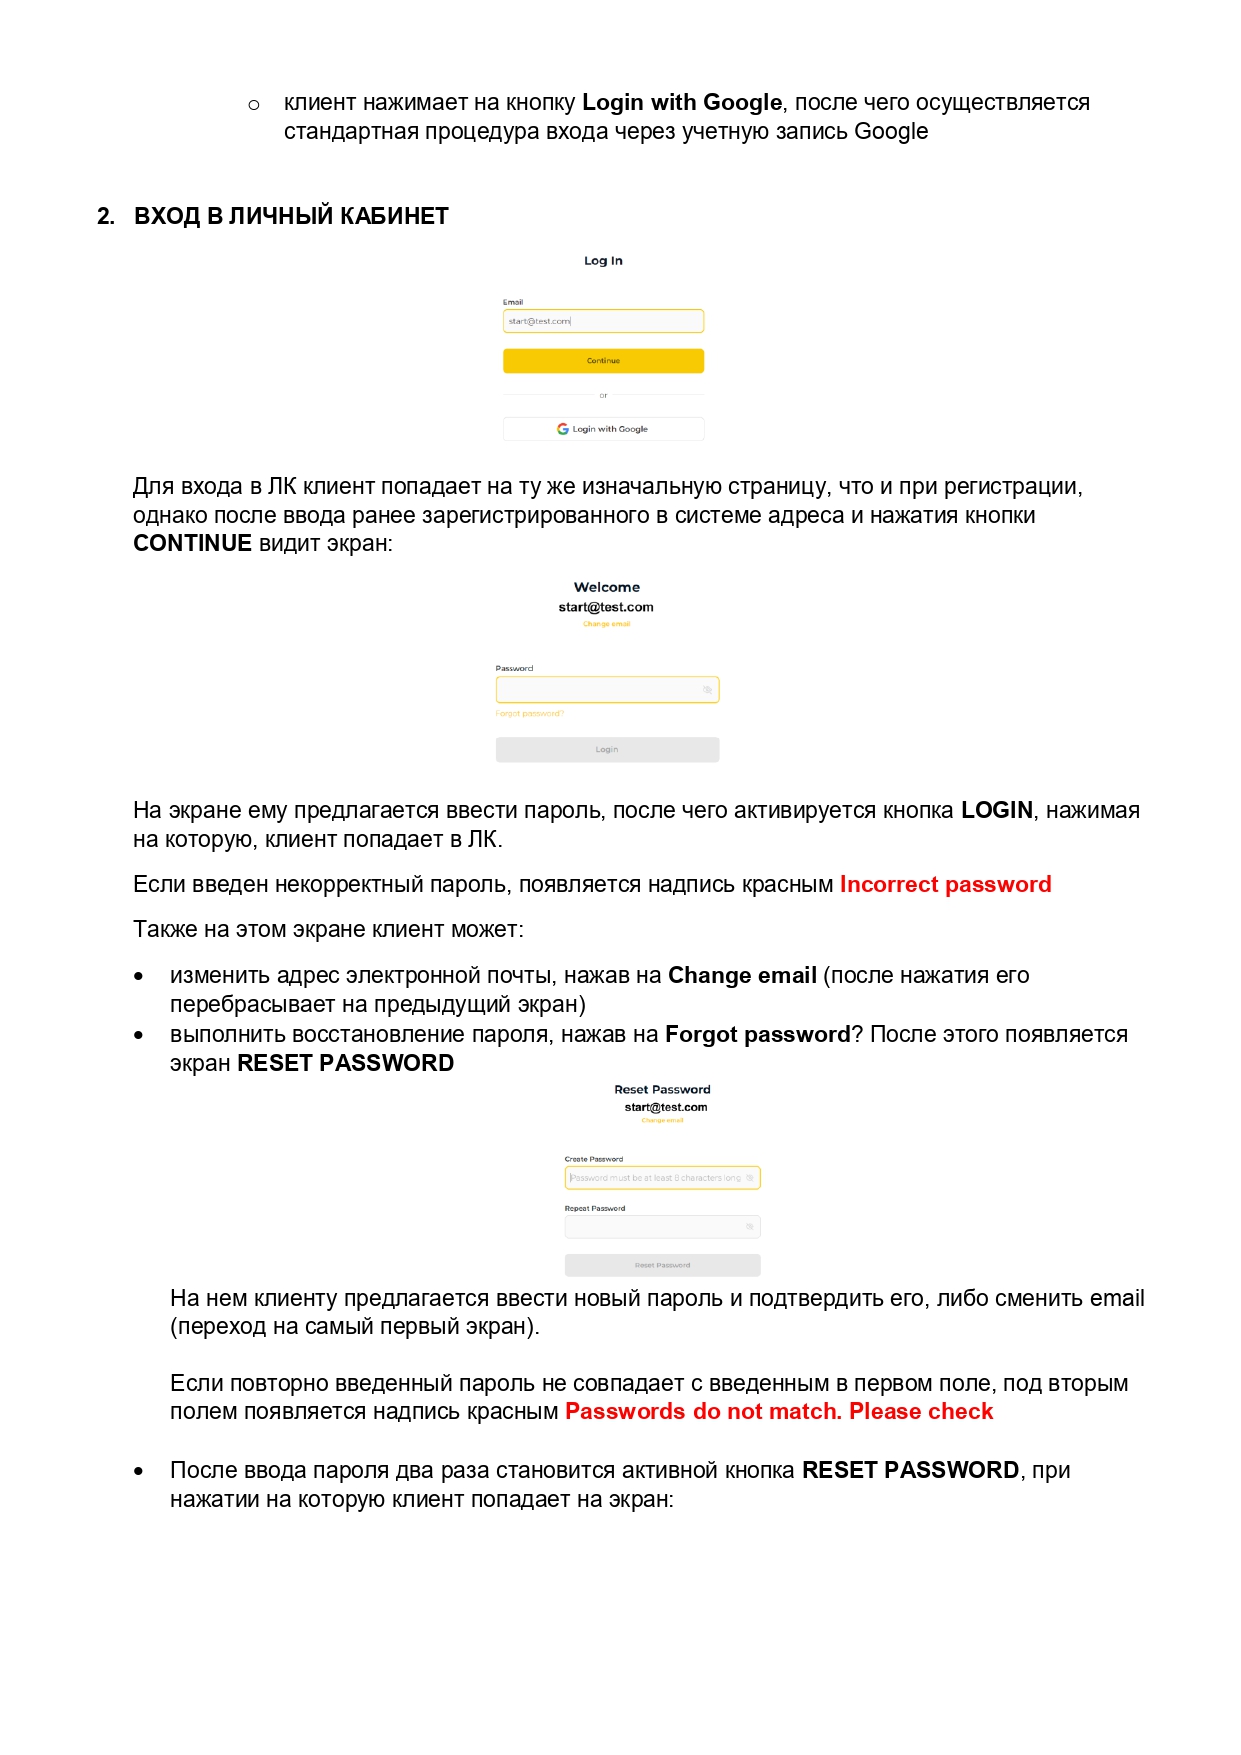 o клиент нажимает на кнопку Login with Google, после чего осуществляется
стандартная процедура входа через учетную запись Google
2. ВХОД В ЛИЧНЫЙ КАБИНЕТ
Log In
Email
start@test.com
Continue
or
Login with Google
Для входа в ЛК клиент попадает на ту же изначальную страницу, что и при регистрации,
однако после ввода ранее зарегистрированного в системе адреса и нажатия кнопки
CONTINUE видит экран:
Welcome
start@test.com
Change email
Password
Forgot password?
Login
На экране ему предлагается ввести пароль, после чего активируется кнопка LOGIN, нажимая
на которую, клиент попадает в ЛК.
Если введен некорректный пароль, появляется надпись красным Incorrect password
Также на этом экране клиент может:
• изменить адрес электронной почты, нажав на Change email (после нажатия его
перебрасывает на предыдущий экран)
• выполнить восстановление пароля, нажав на Forgot password? После этого появляется
экран RESET PASSWORD
Reset Password
start@test.com
Change email
Create Password
Password must be at least 8 characters long
Repeat Password
Reset Password
На нем клиенту предлагается ввести новый пароль и подтвердить его, либо сменить email
(переход на самый первый экран).
Если повторно введенный пароль не совпадает с введенным в первом поле, под вторым
полем появляется надпись красным Passwords do not match. Please check
• После ввода пароля два раза становится активной кнопка RESET PASSWORD, при
нажатии на которую клиент попадает на экран: